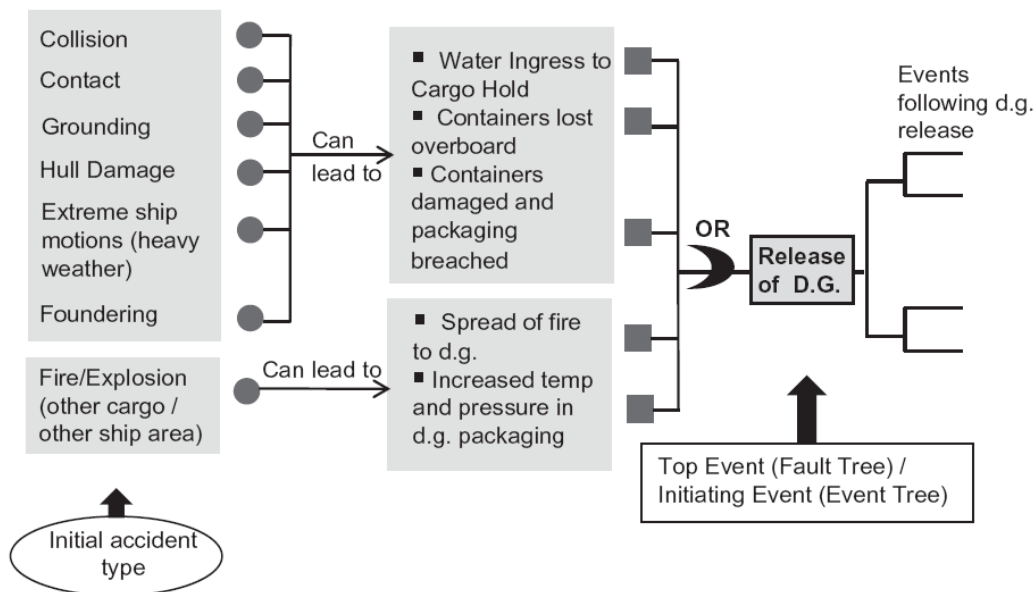 Collision
Contact
Grounding
Hull Damage
Extreme ship
motions (heavy
weather)
Foundering
Fire/Explosion
(other cargo /
other ship area)
Initial accident
type
Can
lead to
Can lead to
▪ Water Ingress to
Cargo Hold
▪ Containers lost
overboard
▪ Containers
damaged and
packaging
breached
▪ Spread of fire
to d.g.
▪ Increased temp
and pressure in
d.g. packaging
OR
Release
of D.G.
Events
following d.g.
release
Top Event (Fault Tree) /
Initiating Event (Event Tree)